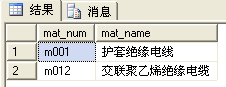 结果 消息
mat_num mat_name
1 m001 护套绝缘电线
2 m012 交联聚乙烯绝缘电缆